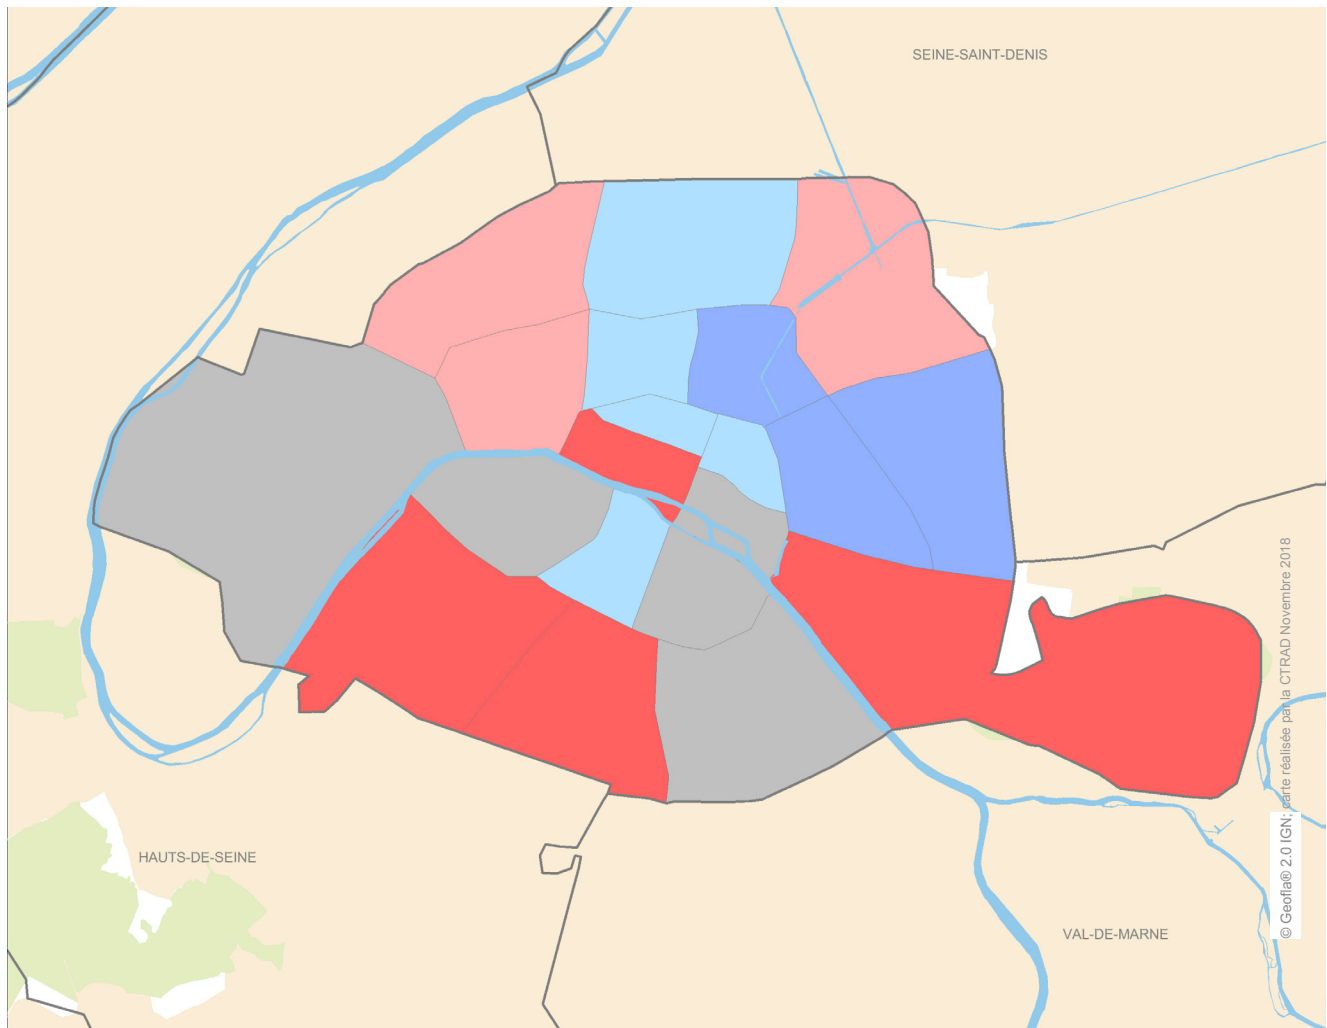 SEINE-SAINT-DENIS
© Geofla® 2.0 IGN; carte réalisée par la CTRAD Novembre 2018
HAUTS-DE-SEINE
VAL-DE-MARNE